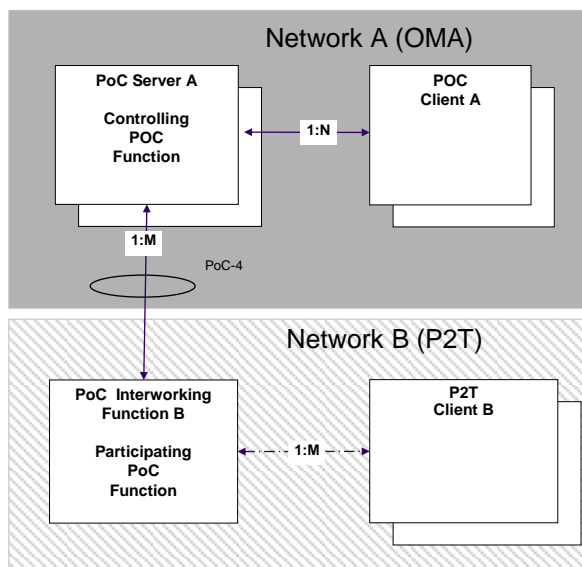 Network A (OMA)
PoC Server A
Controlling
POC
Function
1:N
POC
Client A
1:M
PoC-4
Network B (P2T)
PoC Interworking
Function B
Participating
PoC
Function
1:M
P2T
Client B